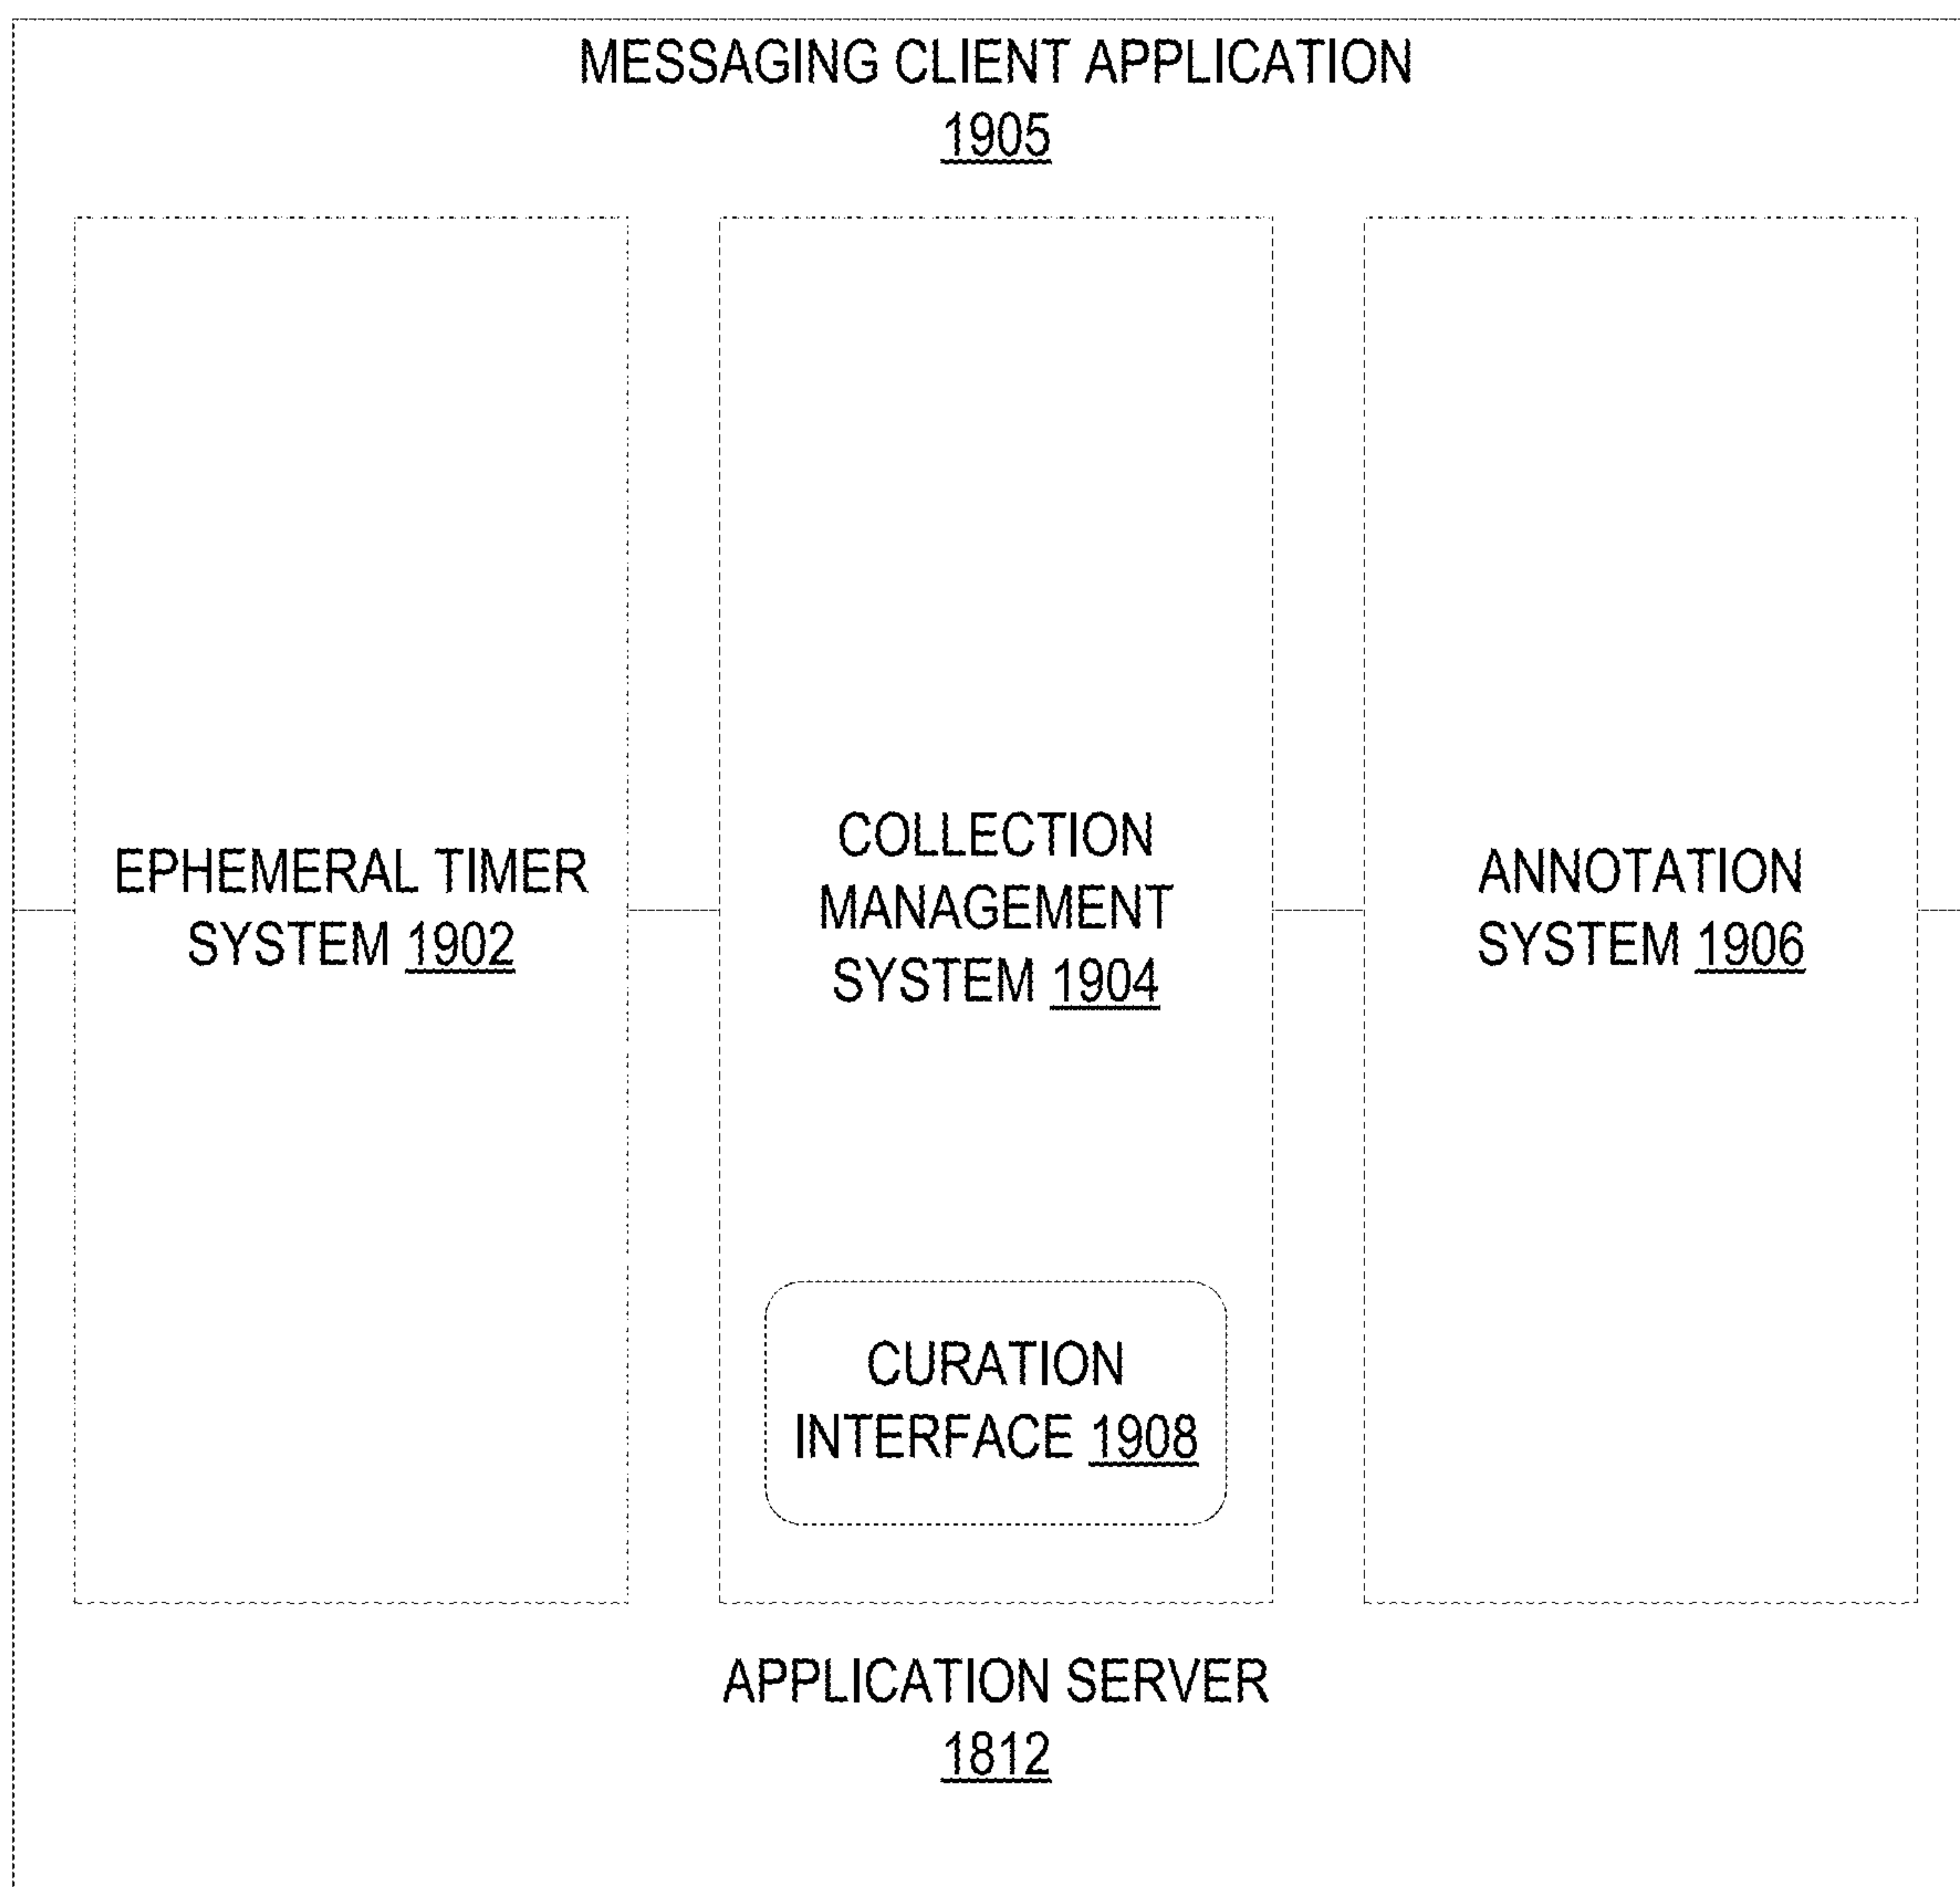 MESSAGING CLIENT APPLICATION
1905
EPHEMERAL TIMER
SYSTEM 1902
COLLECTION
MANAGEMENT
SYSTEM 1904
ANNOTATION
SYSTEM 1906
CURATION
INTERFACE 1908
APPLICATION SERVER
1812